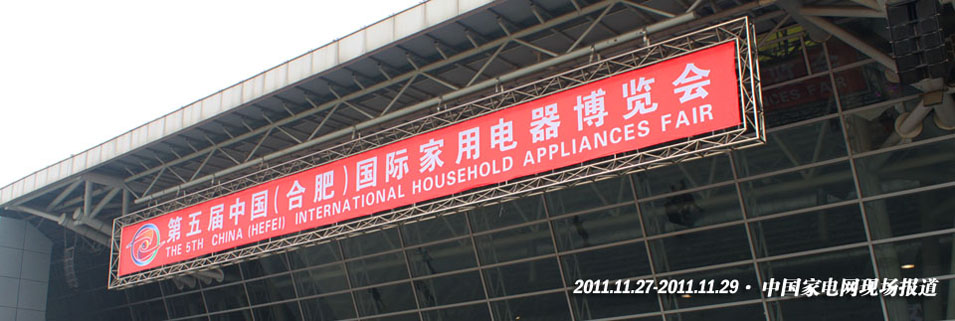 第五届中国(合肥)国际家用电器博览会
THE 5TH CHINA (HEFEI) INTERNATIONAL HOUSEHOLD APPLIANCES FAIR
2011.11.27-2011.11.29 · 中国家电网现场报道